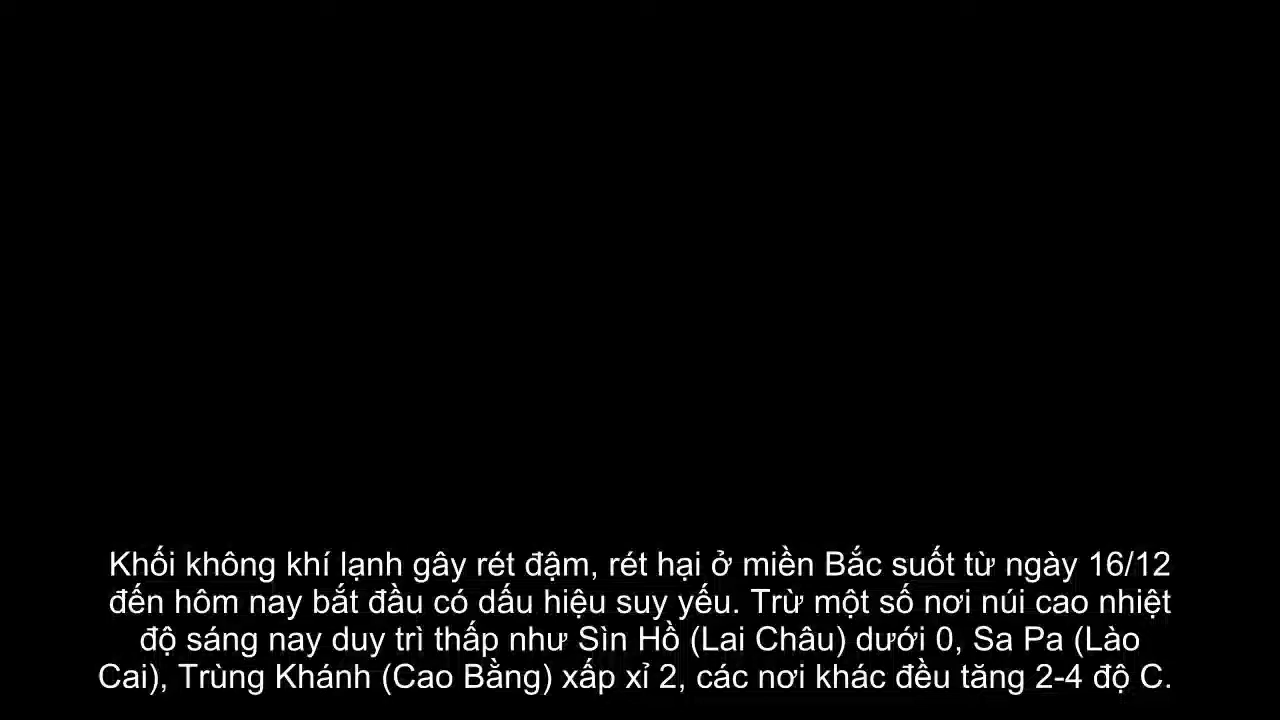 Khối không khí lạnh gây rét đậm, rét hại ở miền Bắc suốt từ ngày 16/12
đến hôm nay bắt đầu có dấu hiệu suy yếu. Trừ một số nơi núi cao nhiệt
độ sáng nay duy trì thấp như Sìn Hồ (Lai Châu) dưới 0, Sa Pa (Lào
Cai), Trùng Khánh (Cao Bằng) xấp xỉ 2, các nơi khác đều tăng 2-4 độ C.